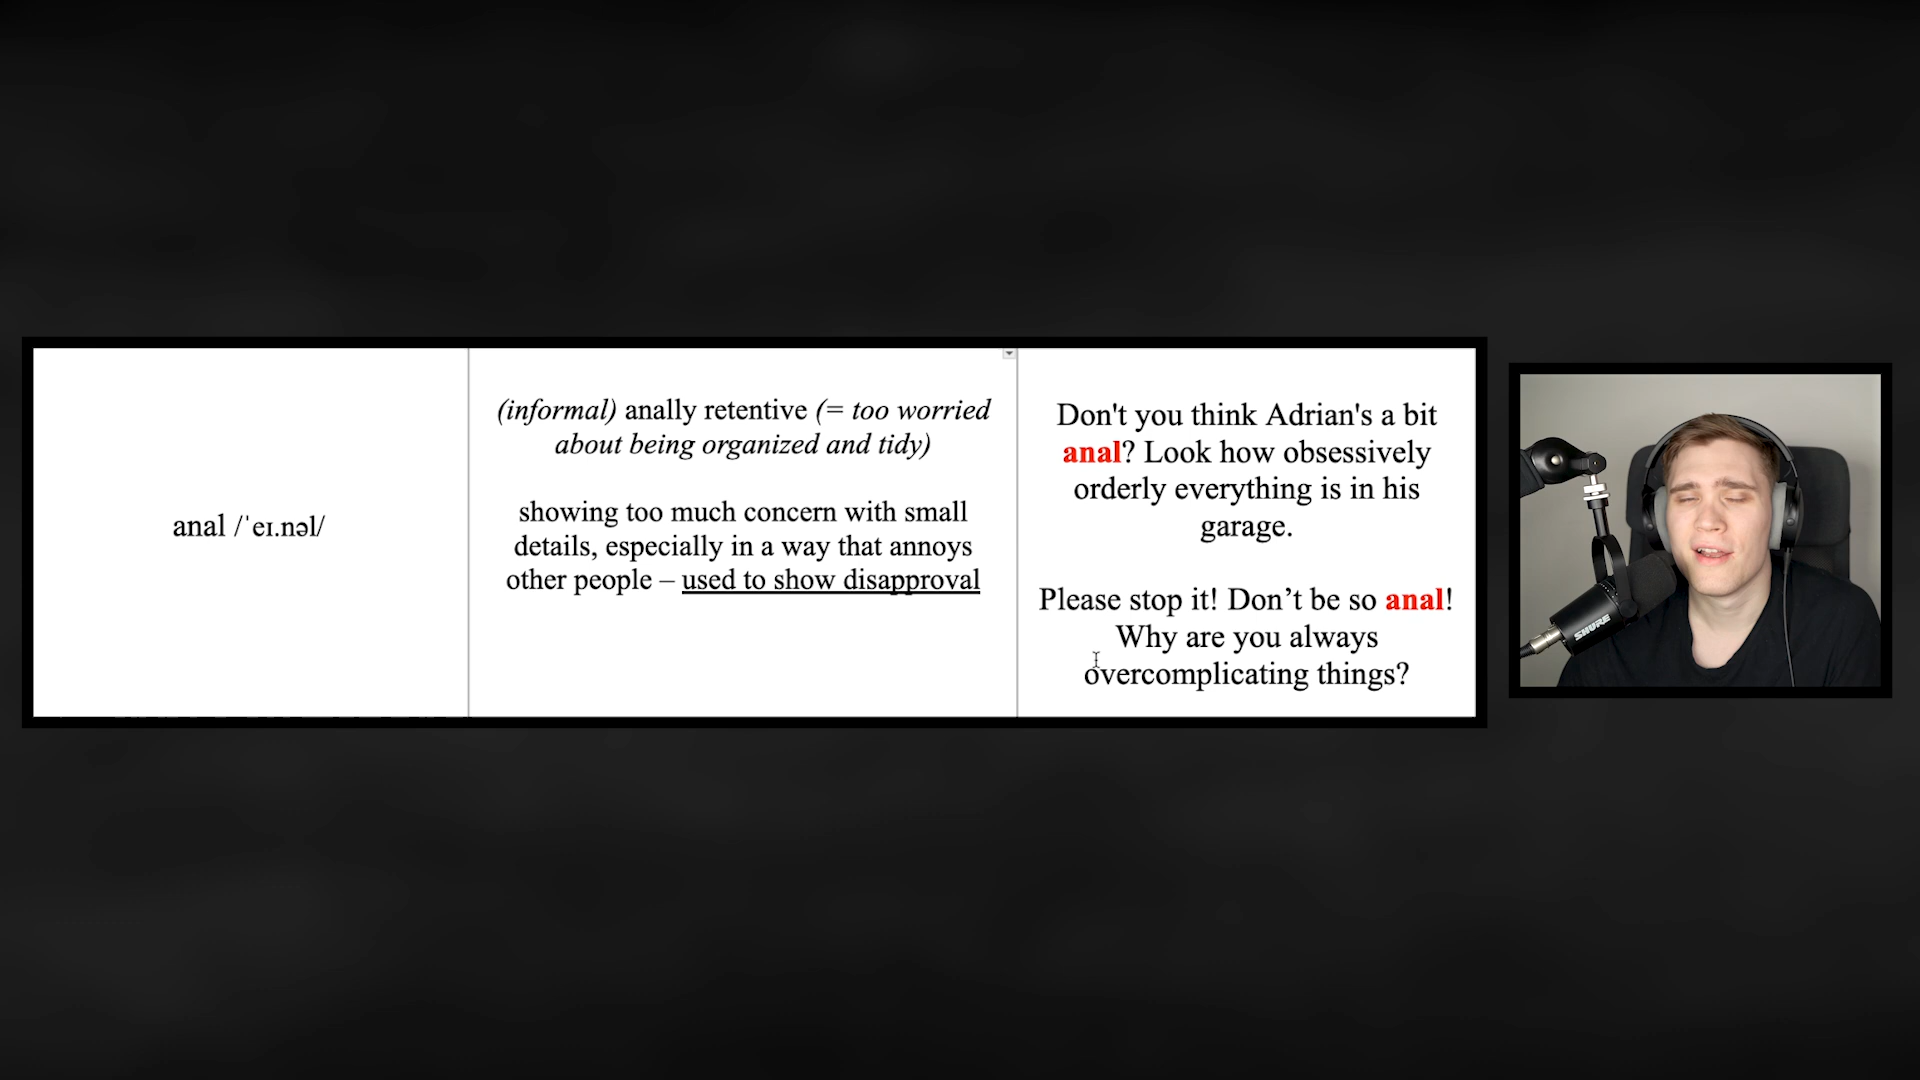 anal /ˈeɪ.nəl/
(informal) anally retentive (= too worried
about being organized and tidy)
showing too much concern with small
details, especially in a way that annoys
other people – used to show disapproval
Don't you think Adrian's a bit
anal? Look how obsessively
orderly everything is in his
garage.
Please stop it! Don’t be so anal!
Why are you always
overcomplicating things?
SHURE